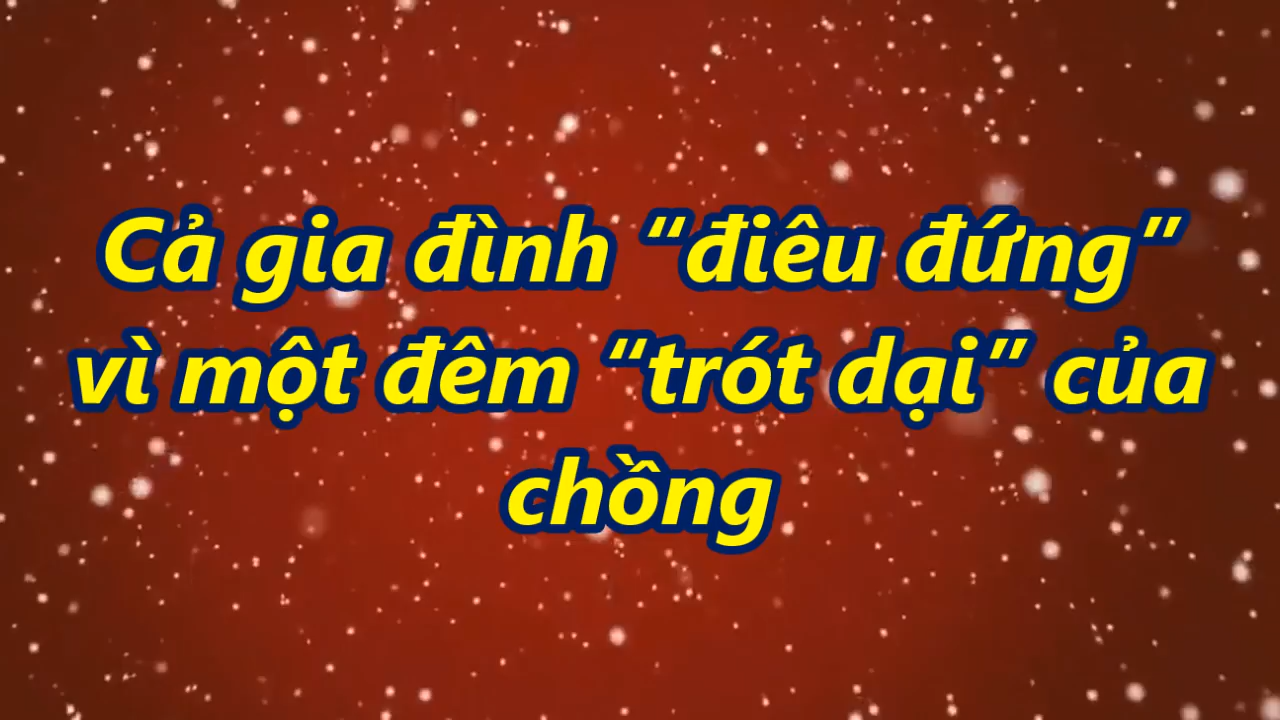 Cả gia đình “điêu đứng”
vì một đêm “trót dại” của
chồng